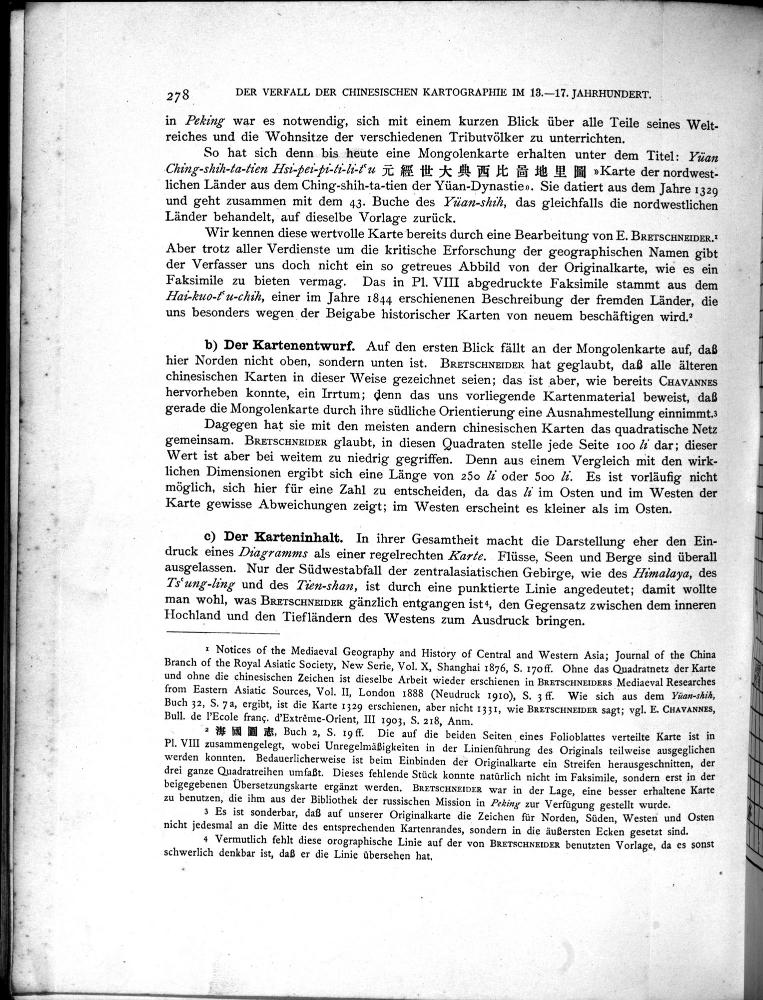 278 DER VERFALL DER CHINESISCHEN KARTOGRAPHIE IM 13.—17. JAHRHUNDERT.
in Peking war es notwendig, sich mit einem kurzen Blick über alle Teile seines Welt-
reiches und die Wohnsitze der verschiedenen Tributvölker zu unterrichten.
So hat sich denn bis heute eine Mongolenkarte erhalten unter dem Titel: Yüan
Ching-shih-ta-tien Hsi-pei-pi-ti-li-tʻu 元 經 世 大 典 西 北 啚 地 里 圖 »Karte der nordwest-
lichen Länder aus dem Ching-shih-ta-tien der Yüan-Dynastie«. Sie datiert aus dem Jahre 1329
und geht zusammen mit dem 43. Buche des Yüan-shih, das gleichfalls die nordwestlichen
Länder behandelt, auf dieselbe Vorlage zurück.
Wir kennen diese wertvolle Karte bereits durch eine Bearbeitung von E. BRETSCHNEIDER.¹
Aber trotz aller Verdienste um die kritische Erforschung der geographischen Namen gibt
der Verfasser uns doch nicht ein so getreues Abbild von der Originalkarte, wie es ein
Faksimile zu bieten vermag. Das in Pl. VIII abgedruckte Faksimile stammt aus dem
Hai-kuo-tʻu-chih, einer im Jahre 1844 erschienenen Beschreibung der fremden Länder, die
uns besonders wegen der Beigabe historischer Karten von neuem beschäftigen wird.²
b) Der Kartenentwurf. Auf den ersten Blick fällt an der Mongolenkarte auf, daß
hier Norden nicht oben, sondern unten ist. BRETSCHNEIDER hat geglaubt, daß alle älteren
chinesischen Karten in dieser Weise gezeichnet seien; das ist aber, wie bereits CHAVANNES
hervorheben konnte, ein Irrtum; denn das uns vorliegende Kartenmaterial beweist, daß
gerade die Mongolenkarte durch ihre südliche Orientierung eine Ausnahmestellung einnimmt.³
Dagegen hat sie mit den meisten andern chinesischen Karten das quadratische Netz
gemeinsam. BRETSCHNEIDER glaubt, in diesen Quadraten stelle jede Seite 100 li dar; dieser
Wert ist aber bei weitem zu niedrig gegriffen. Denn aus einem Vergleich mit den wirk-
lichen Dimensionen ergibt sich eine Länge von 250 li oder 500 li. Es ist vorläufig nicht
möglich, sich hier für eine Zahl zu entscheiden, da das li im Osten und im Westen der
Karte gewisse Abweichungen zeigt; im Westen erscheint es kleiner als im Osten.
c) Der Karteninhalt. In ihrer Gesamtheit macht die Darstellung eher den Ein-
druck eines Diagramms als einer regelrechten Karte. Flüsse, Seen und Berge sind überall
ausgelassen. Nur der Südwestabfall der zentralasiatischen Gebirge, wie des Himalaya, des
Tsʻung-ling und des Tien-shan, ist durch eine punktierte Linie angedeutet; damit wollte
man wohl, was BRETSCHNEIDER gänzlich entgangen ist⁴, den Gegensatz zwischen dem inneren
Hochland und den Tiefländern des Westens zum Ausdruck bringen.
¹ Notices of the Mediaeval Geography and History of Central and Western Asia; Journal of the China
Branch of the Royal Asiatic Society, New Serie, Vol. X, Shanghai 1876, S. 170ff. Ohne das Quadratnetz der Karte
und ohne die chinesischen Zeichen ist dieselbe Arbeit wieder erschienen in BRETSCHNEIDERS Mediaeval Researches
from Eastern Asiatic Sources, Vol. II, London 1888 (Neudruck 1910), S. 3 ff. Wie sich aus dem Yüan-shih,
Buch 32, S. 7a, ergibt, ist die Karte 1329 erschienen, aber nicht 1331, wie BRETSCHNEIDER sagt; vgl. E. CHAVANNES,
Bull. de l'Ecole franç. d'Extrême-Orient, III 1903, S. 218, Anm.
² 海 國 圖 志, Buch 2, S. 19ff. Die auf die beiden Seiten eines Folioblattes verteilte Karte ist in
Pl. VIII zusammengelegt, wobei Unregelmäßigkeiten in der Linienführung des Originals teilweise ausgeglichen
werden konnten. Bedauerlicherweise ist beim Einbinden der Originalkarte ein Streifen herausgeschnitten, der
drei ganze Quadratreihen umfaßt. Dieses fehlende Stück konnte natürlich nicht im Faksimile, sondern erst in der
beigegebenen Übersetzungskarte ergänzt werden. BRETSCHNEIDER war in der Lage, eine besser erhaltene Karte
zu benutzen, die ihm aus der Bibliothek der russischen Mission in Peking zur Verfügung gestellt wurde.
³ Es ist sonderbar, daß auf unserer Originalkarte die Zeichen für Norden, Süden, Westen und Osten
nicht jedesmal an die Mitte des entsprechenden Kartenrandes, sondern in die äußersten Ecken gesetzt sind.
⁴ Vermutlich fehlt diese orographische Linie auf der von BRETSCHNEIDER benutzten Vorlage, da es sonst
schwerlich denkbar ist, daß er die Linie übersehen hat.